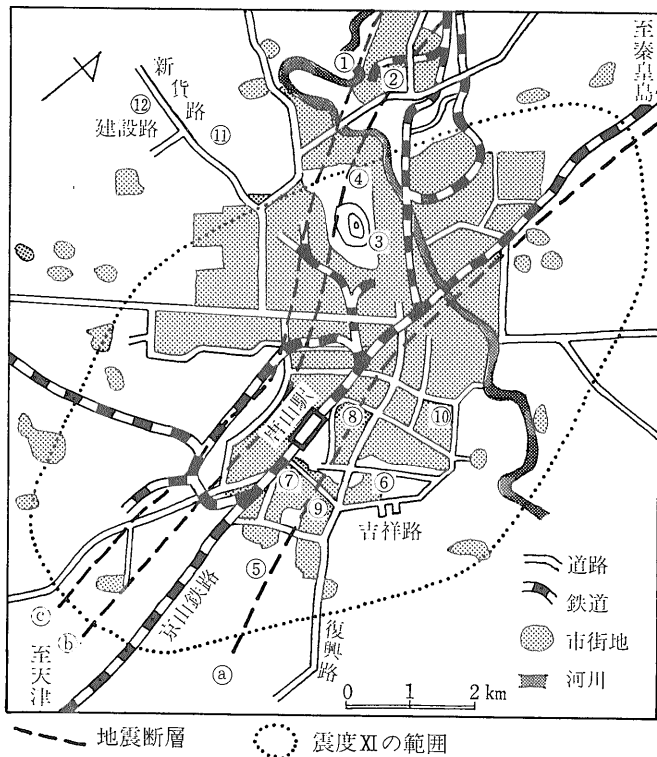 至秦皇島
①
②
新貨路
⑫
建設路
⑪
④
③
唐山駅
⑧
⑩
⑦
⑥
⑨
吉祥路
⑤
ⓒ
ⓑ
ⓐ
京山鉄路
至天津
復興路
道路
鉄道
市街地
河川
0 1 2 km
地震断層
震度XIの範囲